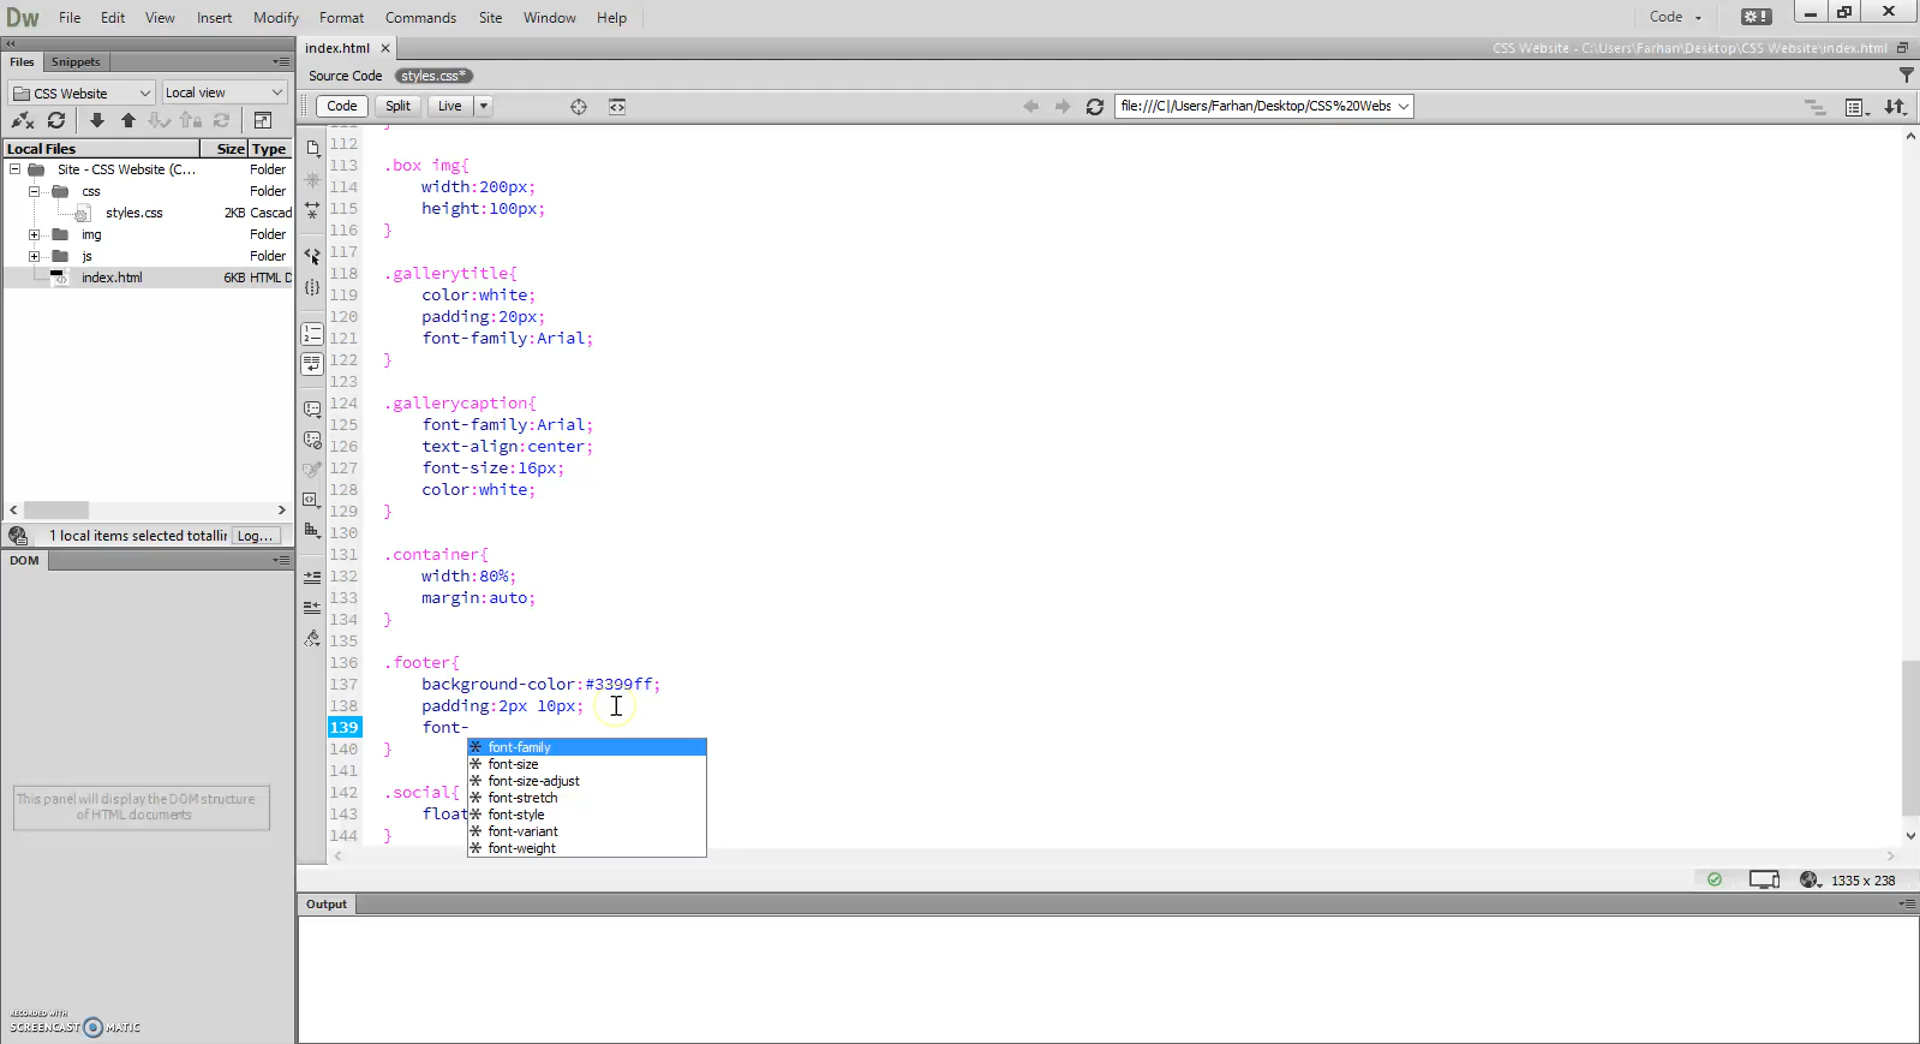 Dw File Edit View Insert Modify Format Commands Site Window Help Code
Files Snippets
index.html
CSS Website - C:\Users\Farhan\Desktop\CSS Website\index.html
Source Code styles.css*
CSS Website Local view
Code Split Live
file:///C|/Users/Farhan/Desktop/CSS%20Webs
Local Files Size Type
Site - CSS Website (C... Folder
css Folder
styles.css 2KB Cascad
img Folder
js Folder
index.html 6KB HTML D
1 local items selected totallir Log...
DOM
This panel will display the DOM structure
of HTML documents
RECORDED WITH
SCREENCAST MATIC
111 }
112
113 .box img{
114 width:200px;
115 height:100px;
116 }
117
118 .gallerytitle{
119 color:white;
120 padding:20px;
121 font-family:Arial;
122 }
123
124 .gallerycaption{
125 font-family:Arial;
126 text-align:center;
127 font-size:16px;
128 color:white;
129 }
130
131 .container{
132 width:80%;
133 margin:auto;
134 }
135
136 .footer{
137 background-color:#3399ff;
138 padding:2px 10px;
139 font-
140 }
141
142 .social{
143 float
144 }
font-family
font-size
font-size-adjust
font-stretch
font-style
font-variant
font-weight
1335 x 238
Output